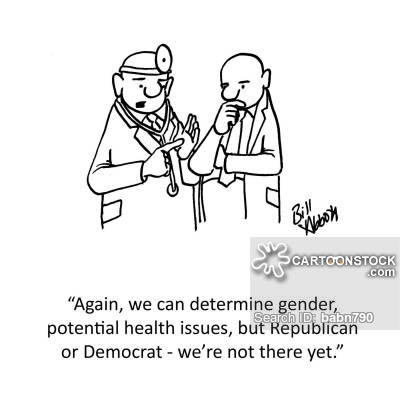 Bill
Abbott
CARTOONSTOCK
.com
Search ID: babn790
“Again, we can determine gender,
potential health issues, but Republican
or Democrat - we’re not there yet.”